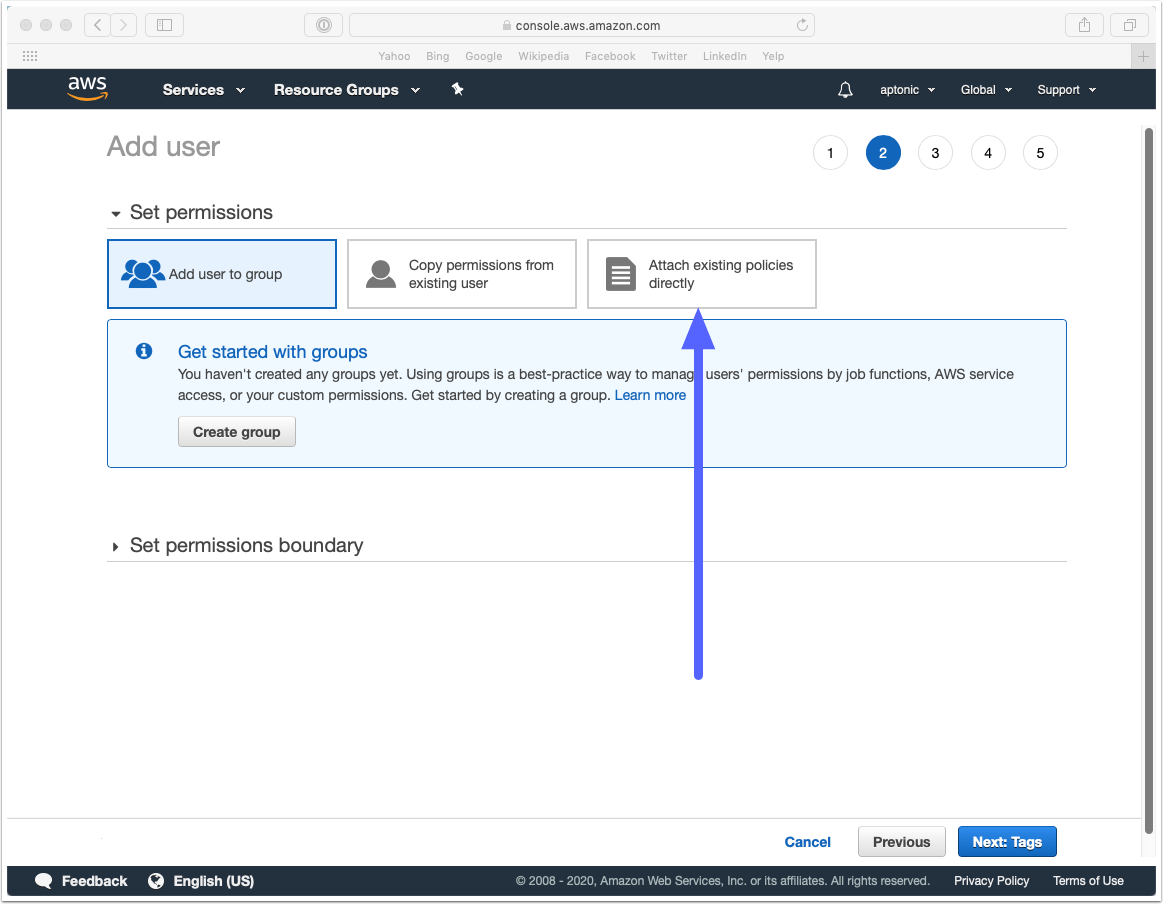 console.aws.amazon.com
Yahoo Bing Google Wikipedia Facebook Twitter LinkedIn Yelp
aws Services Resource Groups aptonic Global Support
Add user
1 2 3 4 5
Set permissions
Add user to group
Copy permissions from
existing user
Attach existing policies
directly
Get started with groups
You haven't created any groups yet. Using groups is a best-practice way to manage users' permissions by job functions, AWS service
access, or your custom permissions. Get started by creating a group. Learn more
Create group
Set permissions boundary
Cancel Previous Next: Tags
Feedback English (US) © 2008 - 2020, Amazon Web Services, Inc. or its affiliates. All rights reserved. Privacy Policy Terms of Use